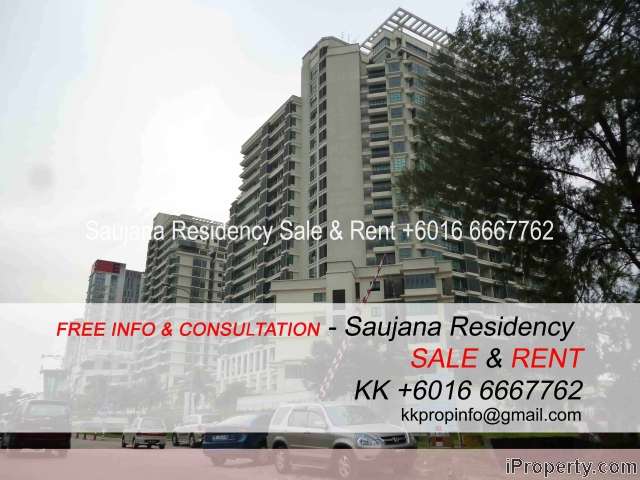 Saujana Residency Sale & Rent +6016 6667762
FREE INFO & CONSULTATION - Saujana Residency
SALE & RENT
KK +6016 6667762
kkpropinfo@gmail.com
iProperty.com